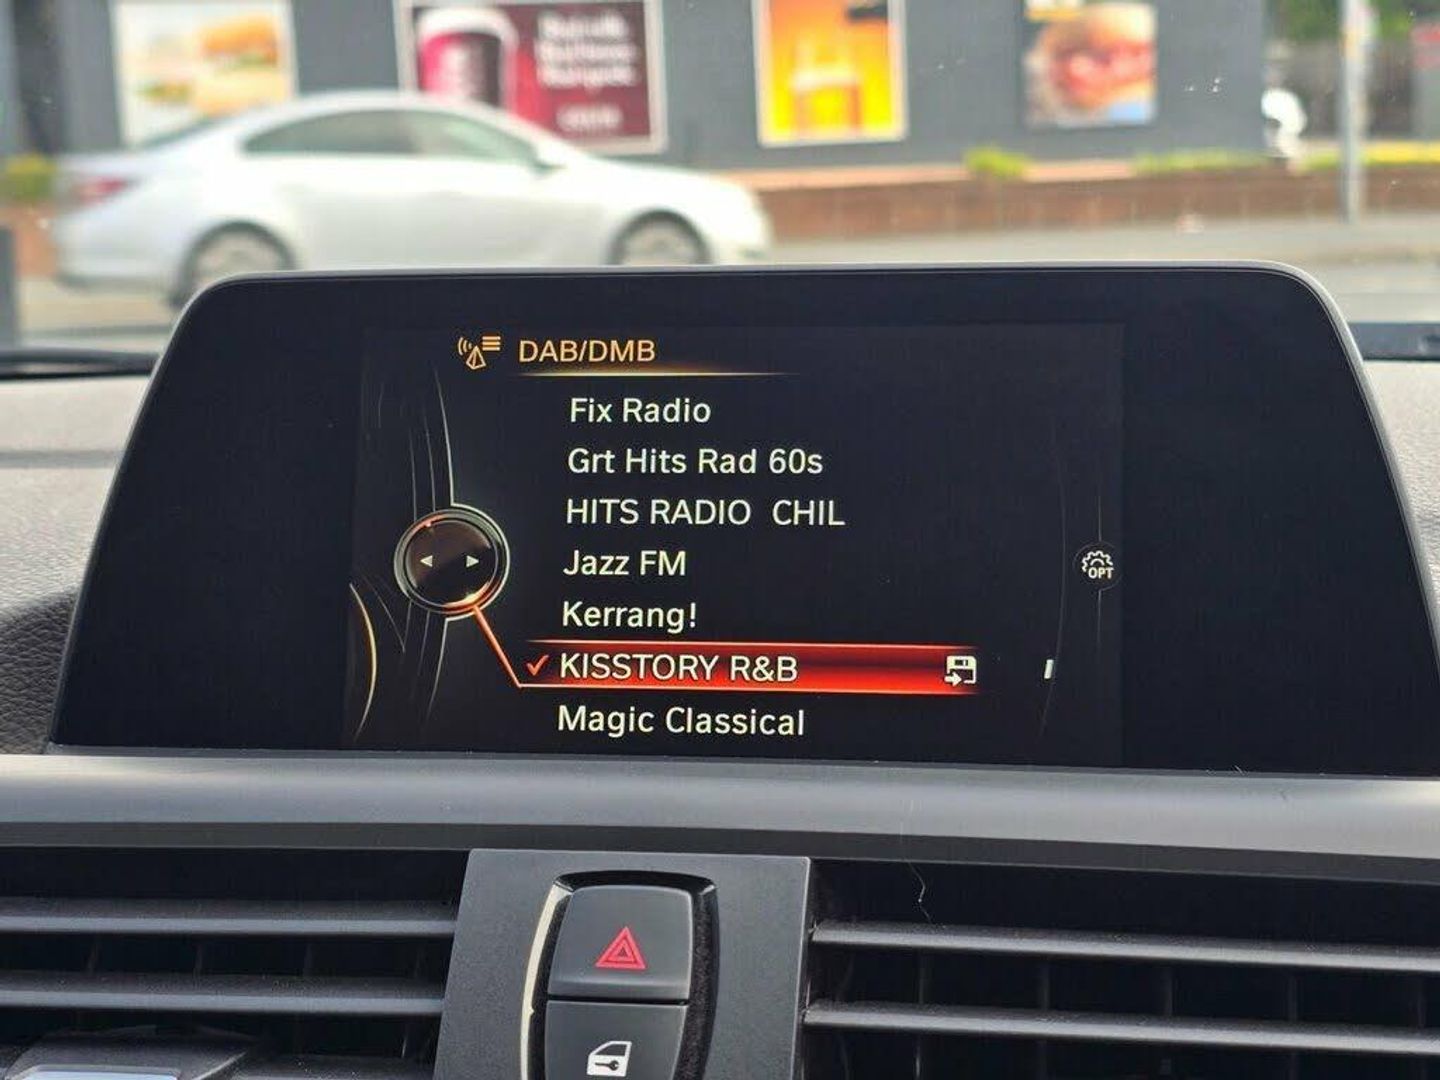 DAB/DMB
Fix Radio
Grt Hits Rad 60s
HITS RADIO  CHIL
Jazz FM
OPT
Kerrang!
KISSTORY R&B
Magic Classical